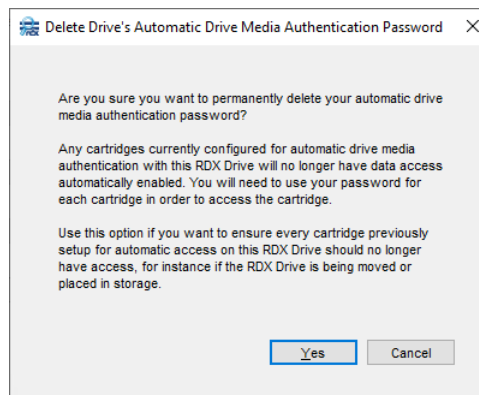 Delete Drive's Automatic Drive Media Authentication Password
Are you sure you want to permanently delete your automatic drive
media authentication password?
Any cartridges currently configured for automatic drive media
authentication with this RDX Drive will no longer have data access
automatically enabled. You will need to use your password for
each cartridge in order to access the cartridge.
Use this option if you want to ensure every cartridge previously
setup for automatic access on this RDX Drive should no longer
have access, for instance if the RDX Drive is being moved or
placed in storage.
Yes
Cancel